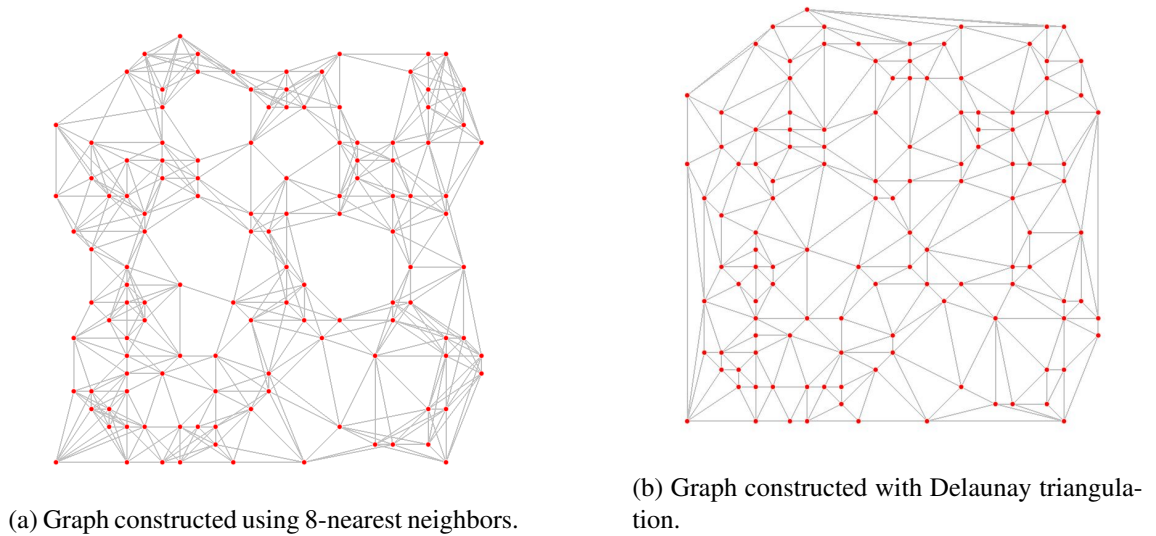 (a) Graph constructed using 8-nearest neighbors.
(b) Graph constructed with Delaunay triangula-
tion.